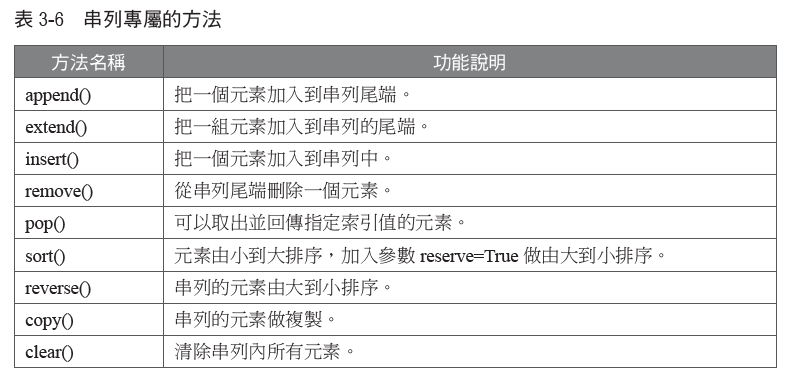 表 3-6 串列專屬的方法
方法名稱 功能說明
append() 把一個元素加入到串列尾端。
extend() 把一組元素加入到串列的尾端。
insert() 把一個元素加入到串列中。
remove() 從串列尾端刪除一個元素。
pop() 可以取出並回傳指定索引值的元素。
sort() 元素由小到大排序，加入參數 reserve=True 做由大到小排序。
reverse() 串列的元素由大到小排序。
copy() 串列的元素做複製。
clear() 清除串列內所有元素。